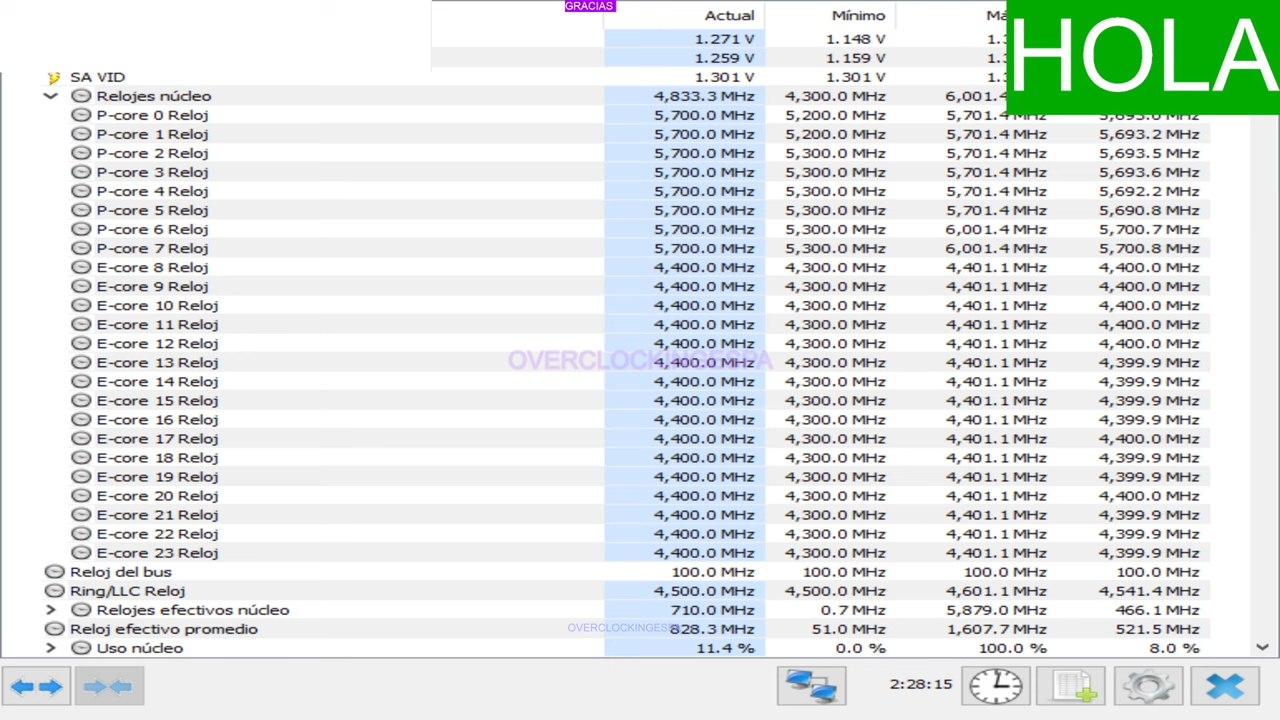 GRACIAS
HOLA
Actual Mínimo
1.271 V 1.148 V
1.259 V 1.159 V
SA VID 1.301 V 1.301 V
Relojes núcleo 4,833.3 MHz 4,300.0 MHz 6,001.4
P-core 0 Reloj 5,700.0 MHz 5,200.0 MHz 5,701.4 MHz 5,693.0 MHz
P-core 1 Reloj 5,700.0 MHz 5,200.0 MHz 5,701.4 MHz 5,693.2 MHz
P-core 2 Reloj 5,700.0 MHz 5,300.0 MHz 5,701.4 MHz 5,693.5 MHz
P-core 3 Reloj 5,700.0 MHz 5,300.0 MHz 5,701.4 MHz 5,693.6 MHz
P-core 4 Reloj 5,700.0 MHz 5,300.0 MHz 5,701.4 MHz 5,692.2 MHz
P-core 5 Reloj 5,700.0 MHz 5,300.0 MHz 5,701.4 MHz 5,690.8 MHz
P-core 6 Reloj 5,700.0 MHz 5,300.0 MHz 6,001.4 MHz 5,700.7 MHz
P-core 7 Reloj 5,700.0 MHz 5,300.0 MHz 6,001.4 MHz 5,700.8 MHz
E-core 8 Reloj 4,400.0 MHz 4,300.0 MHz 4,401.1 MHz 4,400.0 MHz
E-core 9 Reloj 4,400.0 MHz 4,300.0 MHz 4,401.1 MHz 4,400.0 MHz
E-core 10 Reloj 4,400.0 MHz 4,300.0 MHz 4,401.1 MHz 4,400.0 MHz
E-core 11 Reloj 4,400.0 MHz 4,300.0 MHz 4,401.1 MHz 4,400.0 MHz
E-core 12 Reloj 4,400.0 MHz 4,300.0 MHz 4,401.1 MHz 4,400.0 MHz
OVERCLOCKINGESPA
E-core 13 Reloj 4,400.0 MHz 4,300.0 MHz 4,401.1 MHz 4,399.9 MHz
E-core 14 Reloj 4,400.0 MHz 4,300.0 MHz 4,401.1 MHz 4,399.9 MHz
E-core 15 Reloj 4,400.0 MHz 4,300.0 MHz 4,401.1 MHz 4,399.9 MHz
E-core 16 Reloj 4,400.0 MHz 4,300.0 MHz 4,401.1 MHz 4,399.9 MHz
E-core 17 Reloj 4,400.0 MHz 4,300.0 MHz 4,401.1 MHz 4,400.0 MHz
E-core 18 Reloj 4,400.0 MHz 4,300.0 MHz 4,401.1 MHz 4,399.9 MHz
E-core 19 Reloj 4,400.0 MHz 4,300.0 MHz 4,401.1 MHz 4,399.9 MHz
E-core 20 Reloj 4,400.0 MHz 4,300.0 MHz 4,401.1 MHz 4,400.0 MHz
E-core 21 Reloj 4,400.0 MHz 4,300.0 MHz 4,401.1 MHz 4,399.9 MHz
E-core 22 Reloj 4,400.0 MHz 4,300.0 MHz 4,401.1 MHz 4,399.9 MHz
E-core 23 Reloj 4,400.0 MHz 4,300.0 MHz 4,401.1 MHz 4,399.9 MHz
Reloj del bus 100.0 MHz 100.0 MHz 100.0 MHz 100.0 MHz
Ring/LLC Reloj 4,500.0 MHz 4,500.0 MHz 4,601.1 MHz 4,541.4 MHz
Relojes efectivos núcleo 710.0 MHz 0.7 MHz 5,879.0 MHz 466.1 MHz
OVERCLOCKINGESPA
Reloj efectivo promedio 828.3 MHz 51.0 MHz 1,607.7 MHz 521.5 MHz
Uso núcleo 11.4 % 0.0 % 100.0 % 8.0 %
2:28:15